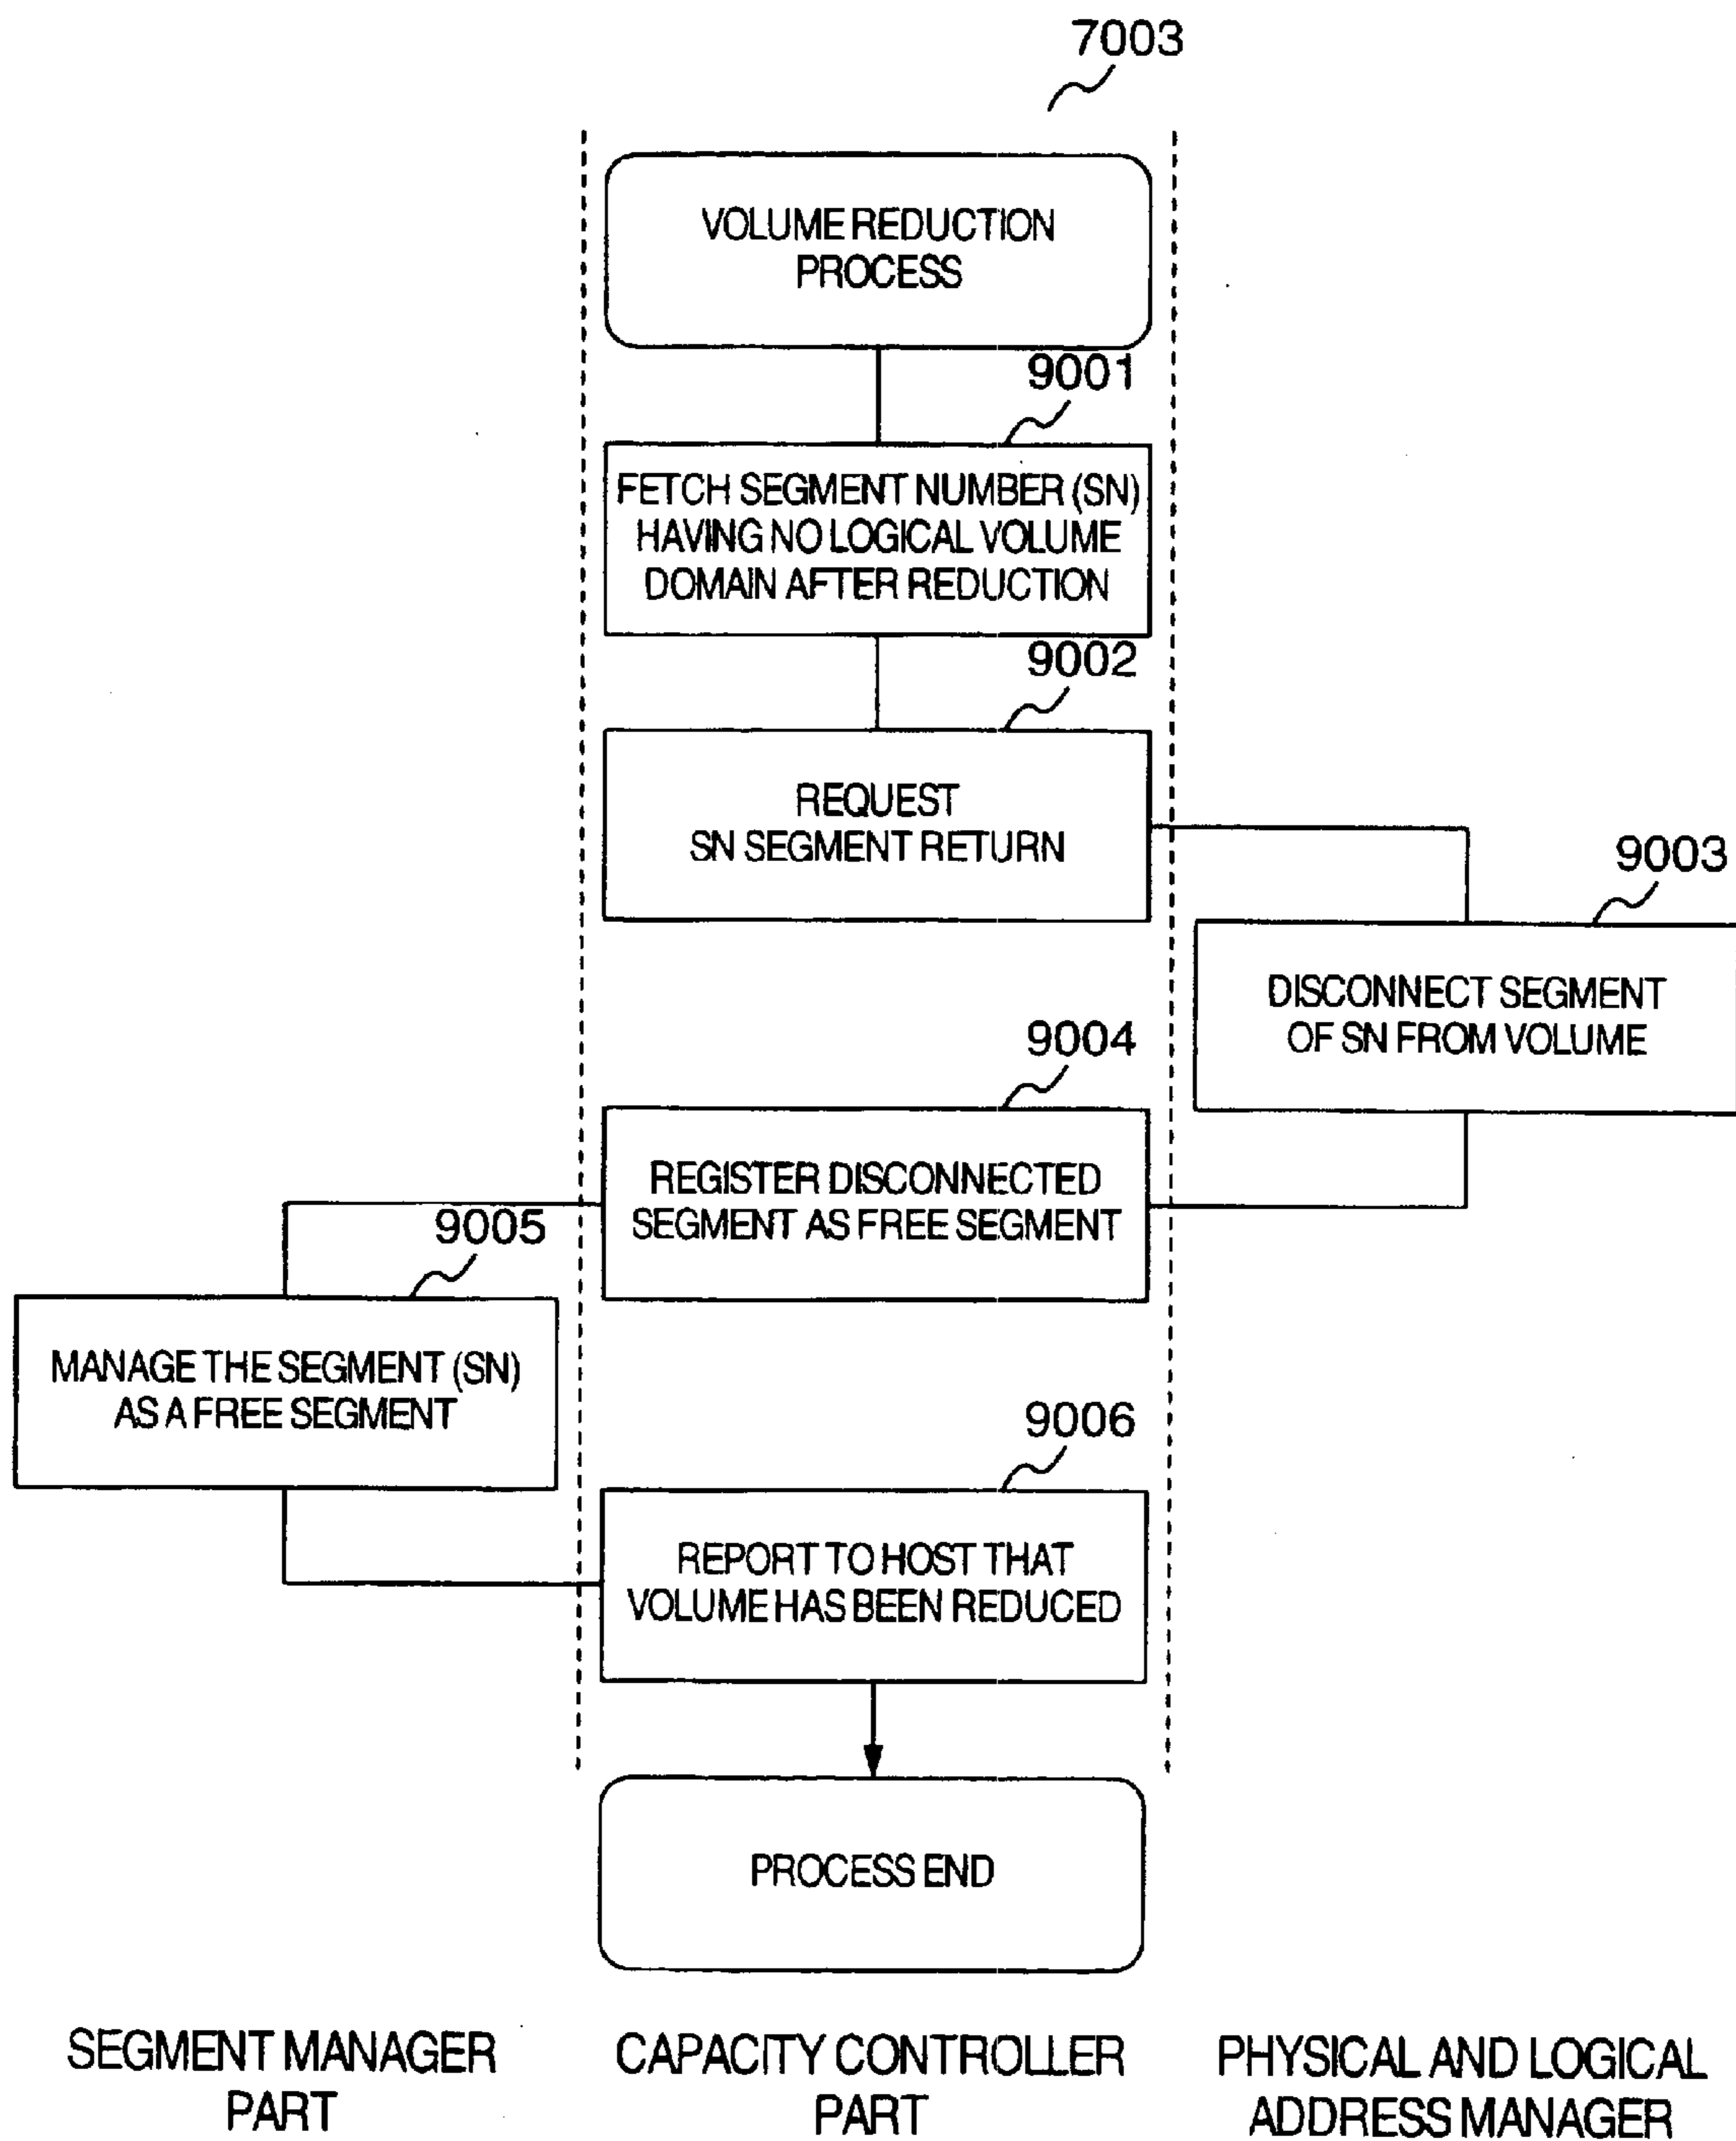 7003
VOLUME REDUCTION
PROCESS
9001
FETCH SEGMENT NUMBER (SN)
HAVING NO LOGICAL VOLUME
DOMAIN AFTER REDUCTION
9002
REQUEST
SN SEGMENT RETURN
9003
DISCONNECT SEGMENT
OF SN FROM VOLUME
9004
REGISTER DISCONNECTED
SEGMENT AS FREE SEGMENT
9005
MANAGE THE SEGMENT (SN)
AS A FREE SEGMENT
9006
REPORT TO HOST THAT
VOLUME HAS BEEN REDUCED
PROCESS END
SEGMENT MANAGER
PART
CAPACITY CONTROLLER
PART
PHYSICAL AND LOGICAL
ADDRESS MANAGER